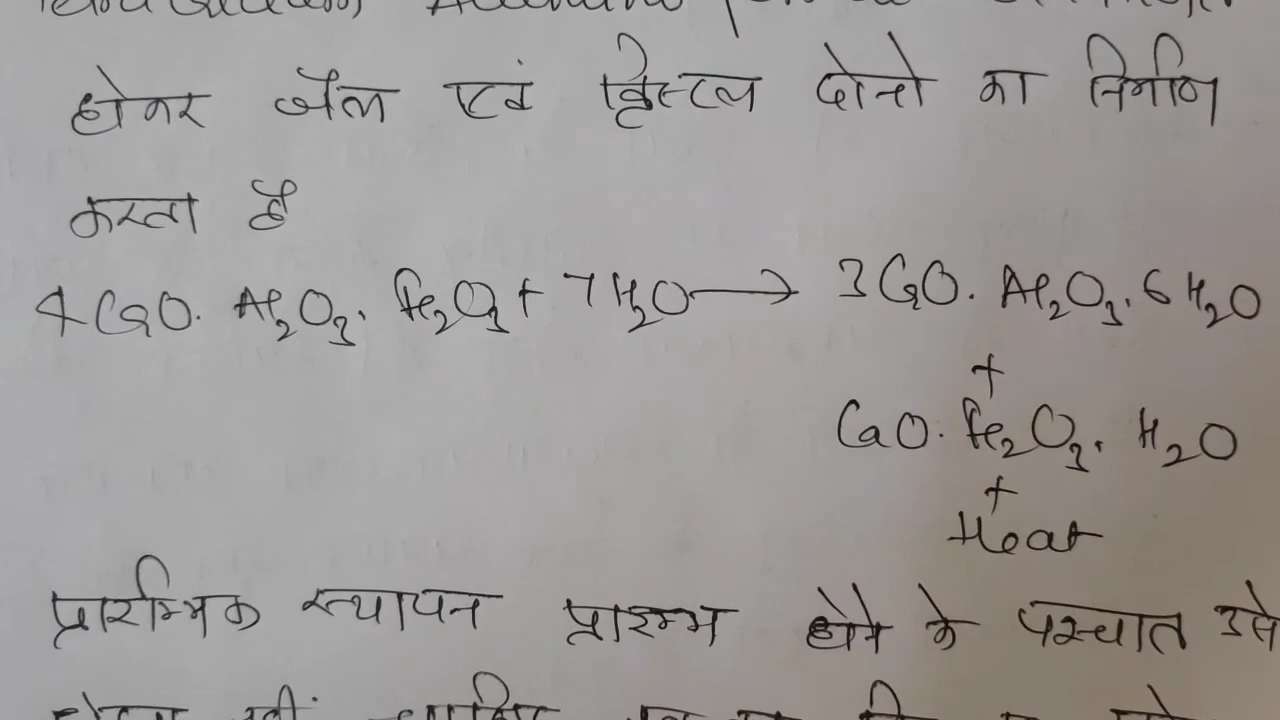 होकर जैल एवं क्रिस्टल दोनो का निर्माण
करता है
4CaO. Al₂O₃. Fe₂O₃ + 7H₂O ⟶ 3CaO. Al₂O₃. 6H₂O
+
CaO. Fe₂O₃. H₂O
+
Heat
प्रारम्भिक स्थापन प्रारम्भ होने के पश्चात उसे